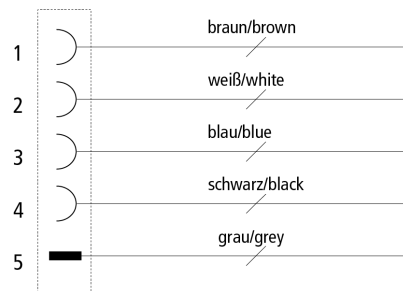 braun/brown
1
weiß/white
2
blau/blue
3
schwarz/black
4
grau/grey
5